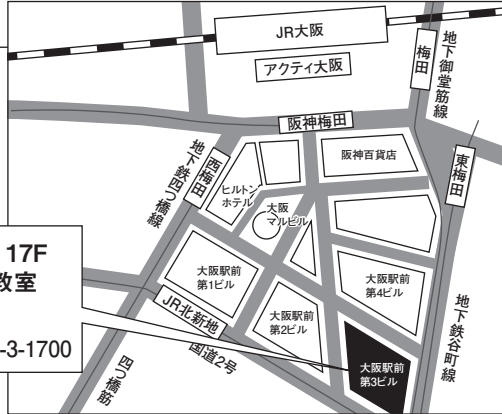 JR大阪
アクティ大阪
梅田
地下御堂筋線
阪神梅田
阪神百貨店
東梅田
西梅田
地下鉄四つ橋線
ヒルトン
ホテル
大阪
マルビル
大阪駅前
第1ビル
大阪駅前
第4ビル
JR北新地
大阪駅前
第2ビル
国道2号
大阪駅前
第3ビル
地下鉄谷町線
四つ橋筋
17F
教室
-3-1700